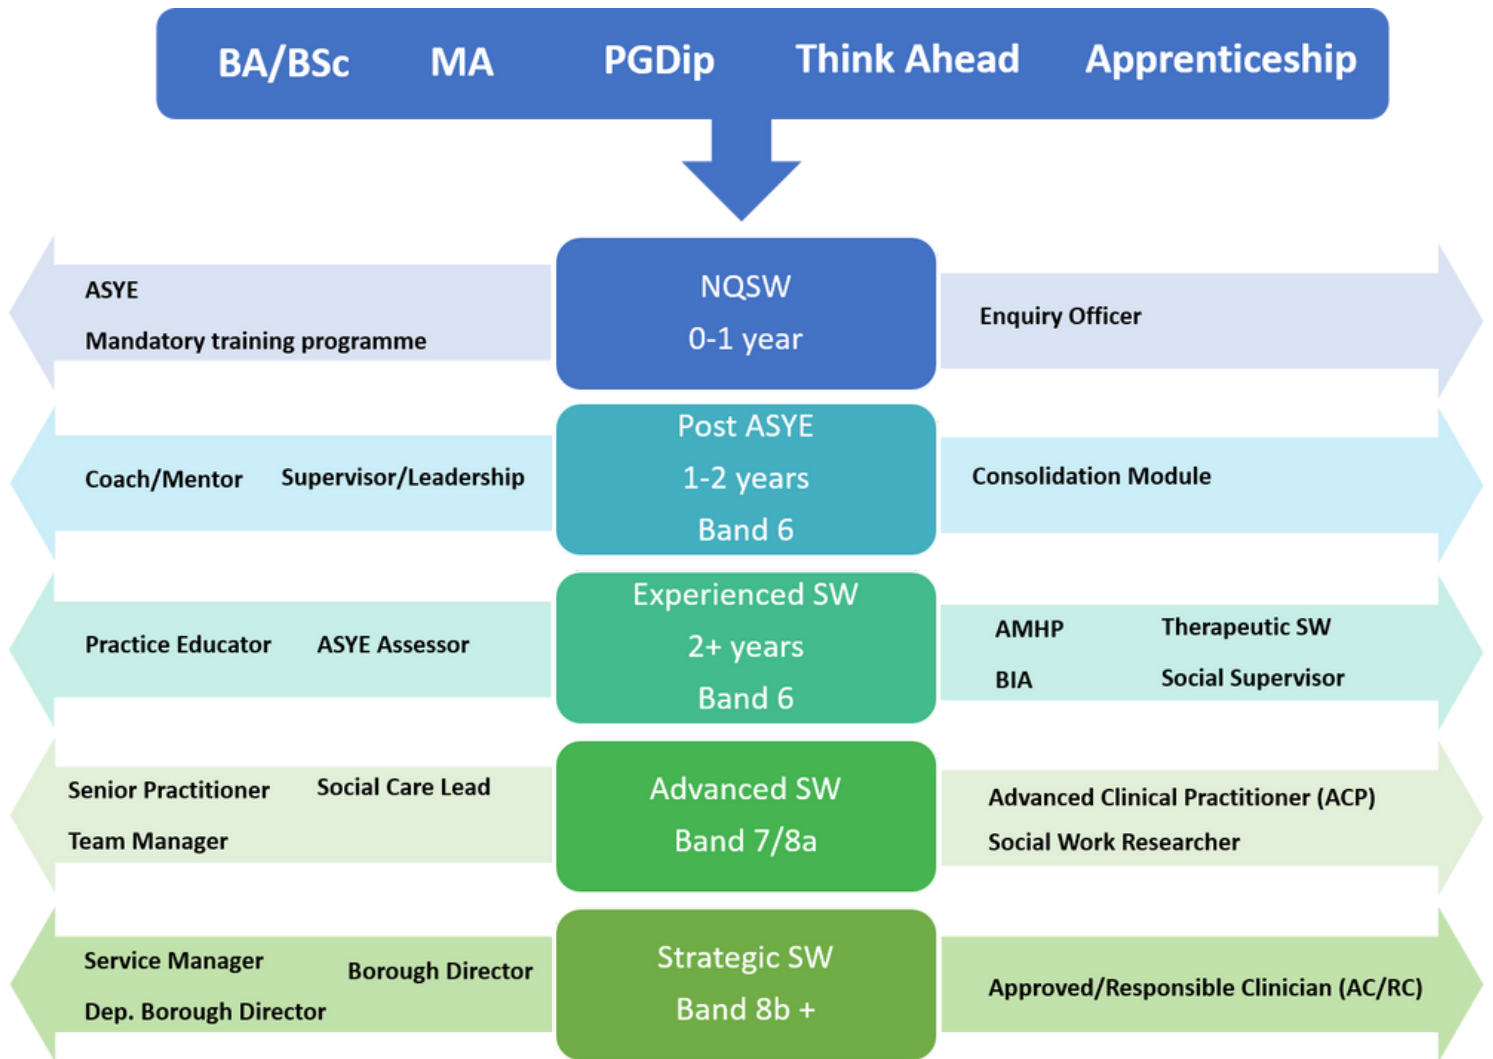 BA/BSc MA PGDip Think Ahead Apprenticeship
NQSW
0-1 year
ASYE
Mandatory training programme
Enquiry Officer
Post ASYE
1-2 years
Band 6
Coach/Mentor Supervisor/Leadership
Consolidation Module
Experienced SW
2+ years
Band 6
Practice Educator ASYE Assessor
AMHP Therapeutic SW
BIA Social Supervisor
Advanced SW
Band 7/8a
Senior Practitioner Social Care Lead
Team Manager
Advanced Clinical Practitioner (ACP)
Social Work Researcher
Strategic SW
Band 8b +
Service Manager Borough Director
Dep. Borough Director
Approved/Responsible Clinician (AC/RC)